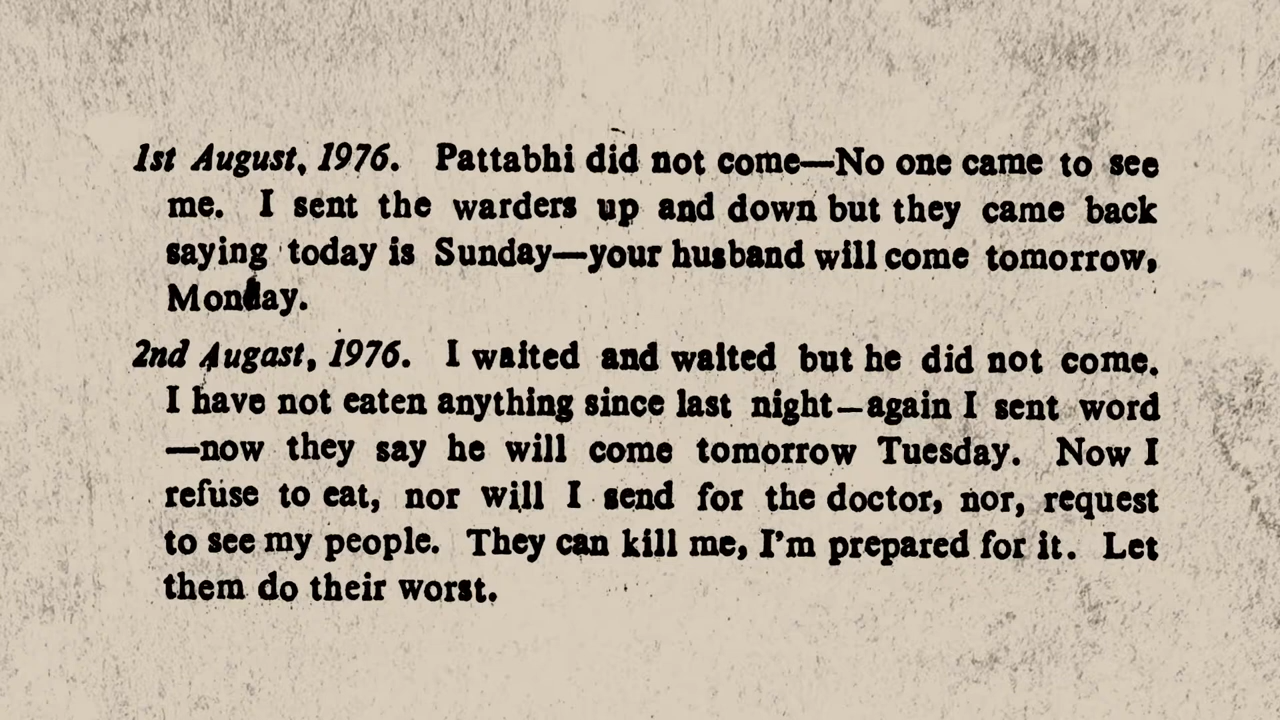 1st August, 1976. Pattabhi did not come—No one came to see
me. I sent the warders up and down but they came back
saying today is Sunday—your husband will come tomorrow,
Monday.
2nd Augast, 1976. I waited and waited but he did not come.
I have not eaten anything since last night—again I sent word
—now they say he will come tomorrow Tuesday. Now I
refuse to eat, nor will I send for the doctor, nor, request
to see my people. They can kill me, I'm prepared for it. Let
them do their worst.